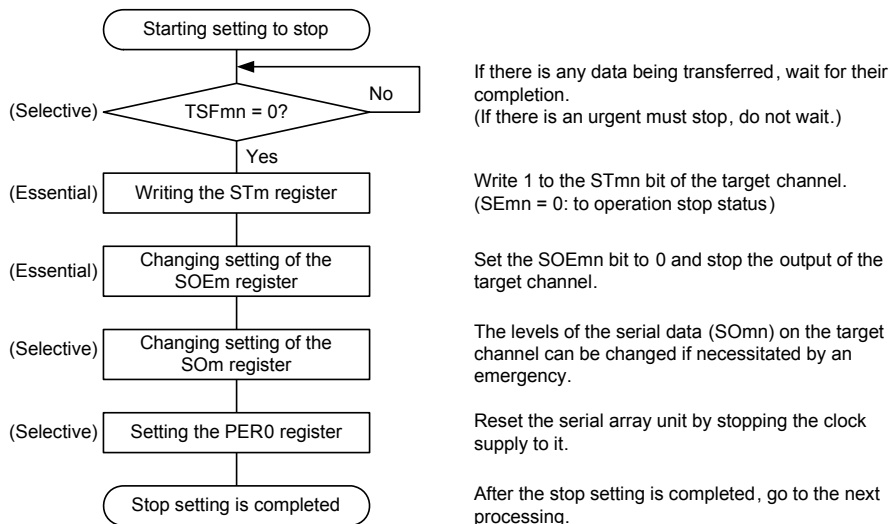 Starting setting to stop
No
If there is any data being transferred, wait for their
completion.
(If there is an urgent must stop, do not wait.)
(Selective)
TSFmn = 0?
Yes
(Essential)
Writing the STm register
Write 1 to the STmn bit of the target channel.
(SEmn = 0: to operation stop status)
(Essential)
Changing setting of the
SOEm register
Set the SOEmn bit to 0 and stop the output of the
target channel.
(Selective)
Changing setting of the
SOm register
The levels of the serial data (SOmn) on the target
channel can be changed if necessitated by an
emergency.
(Selective)
Setting the PER0 register
Reset the serial array unit by stopping the clock
supply to it.
Stop setting is completed
After the stop setting is completed, go to the next
processing.